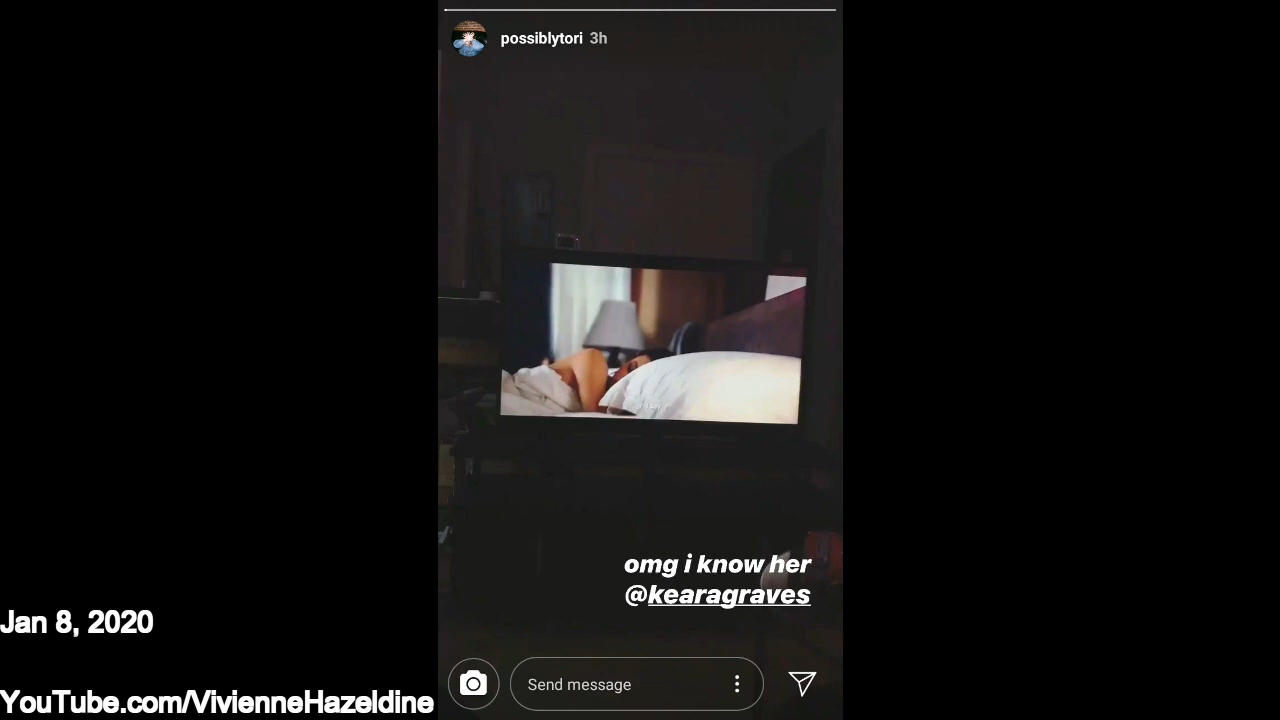 possiblytori 3h
omg i know her
@kearagraves
Jan 8, 2020
Send message
YouTube.com/VivienneHazeldine